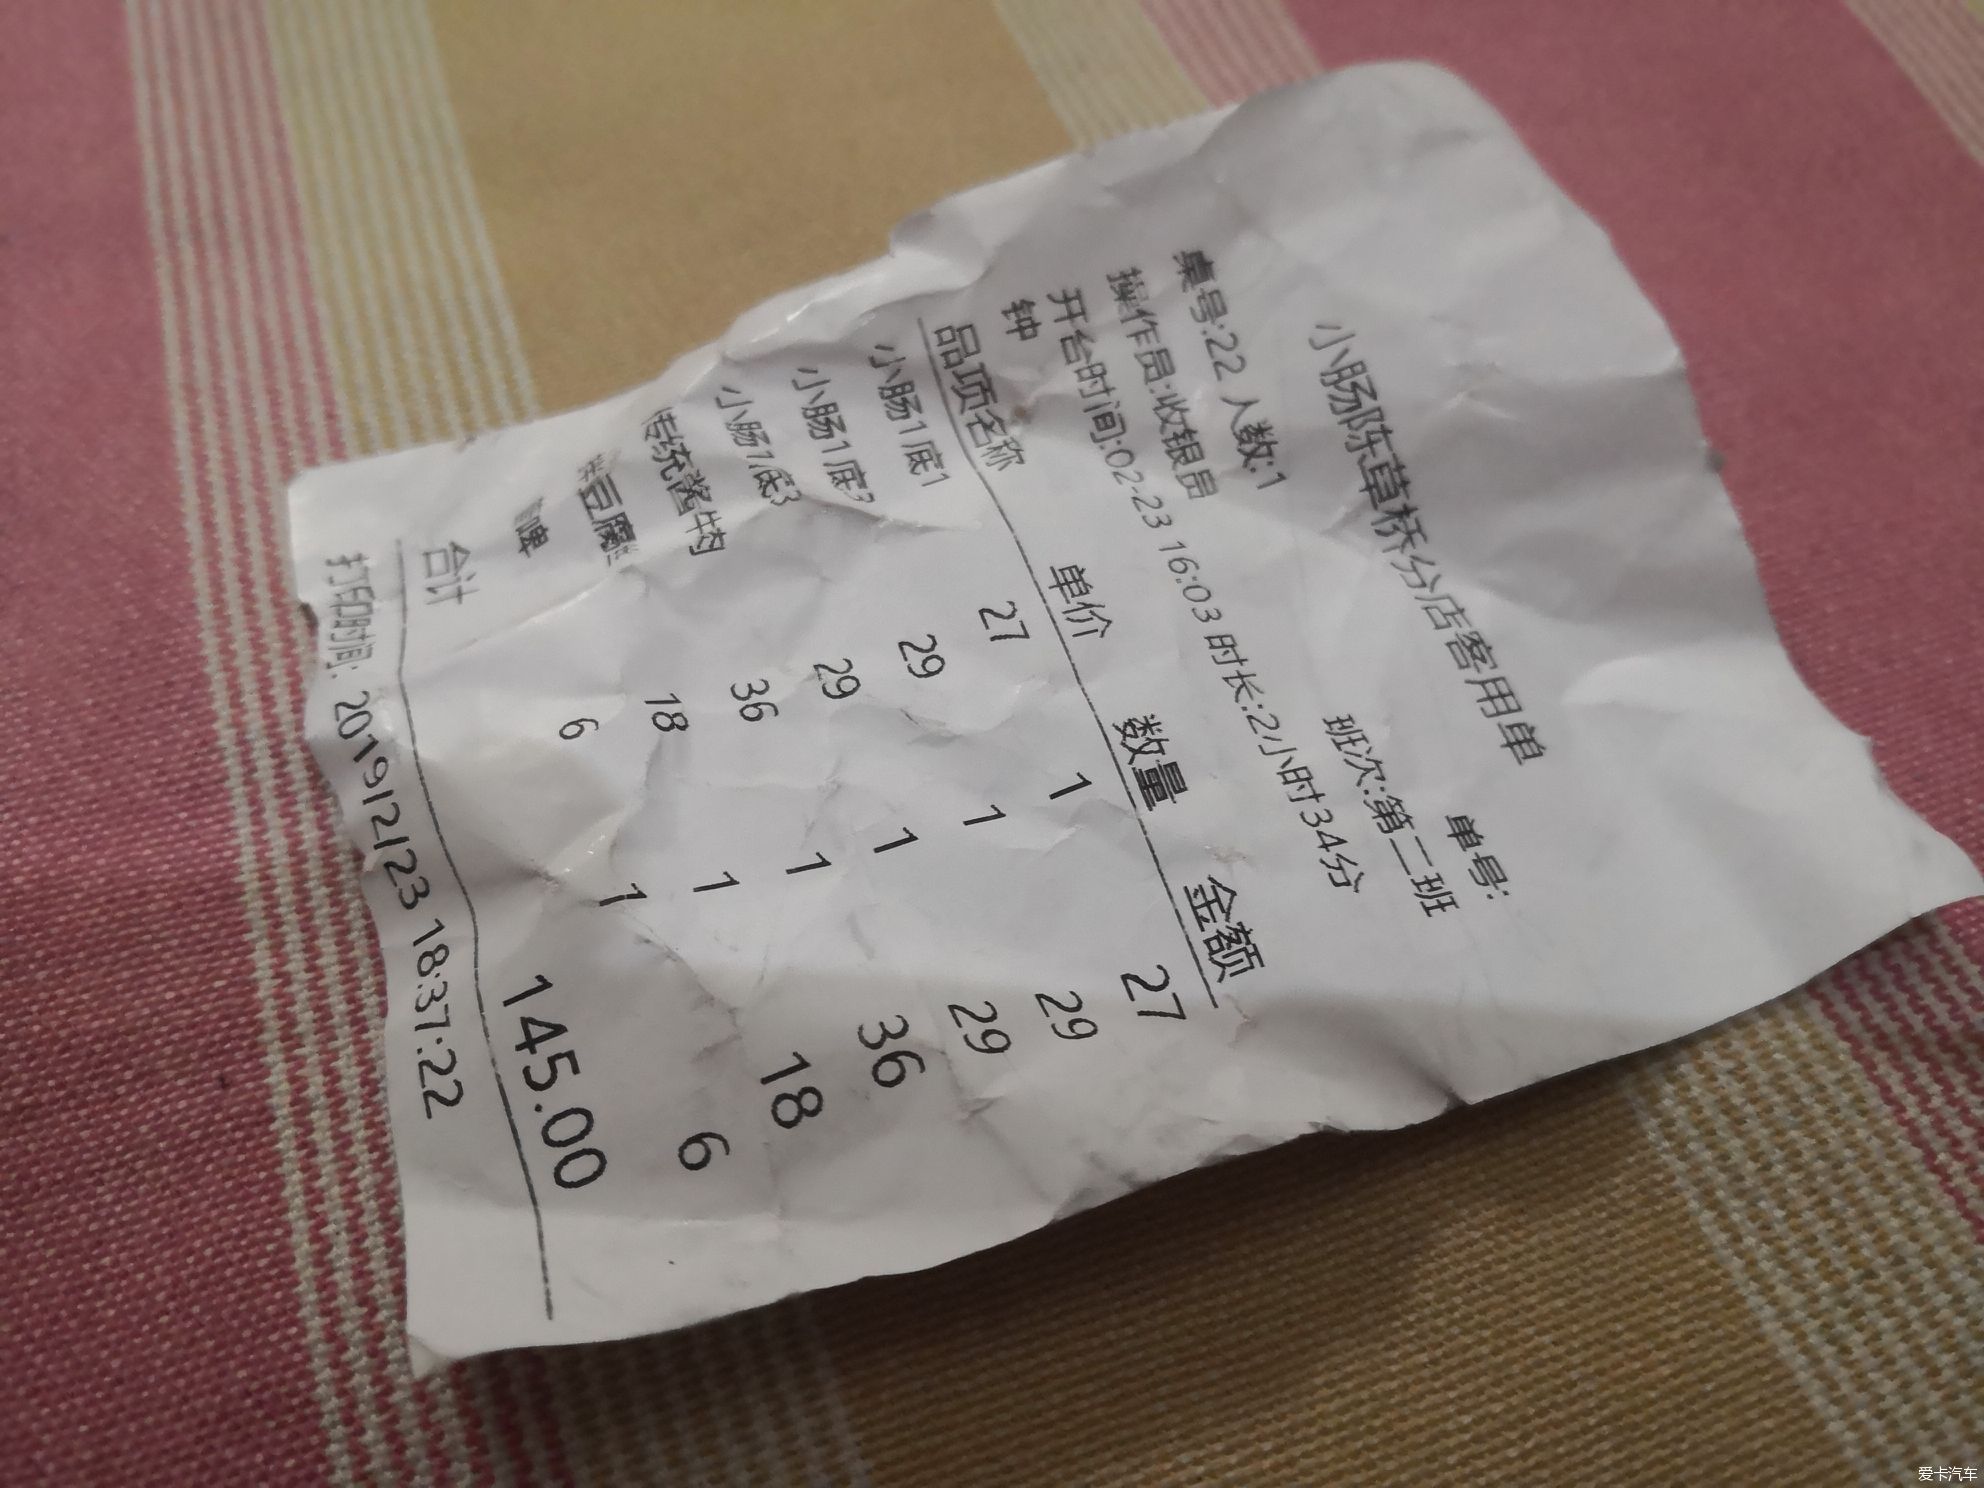 小肠陈草桥分店客用单
单号:
桌号:22 人数:1 班次:第二班
操作员:收银员
开台时间:02-23 16:03 时长:2小时34分
钟
品项名称 单价 数量 金额
小肠1底1 27 1 27
小肠1底3 29 1 29
小肠1底3 29 1 29
传统酱牛肉 36 1 36
豆腐 18 1 18
啤 6 1 6
合计 145.00
打印时间: 2019/2/23 18:37:22
爱卡汽车